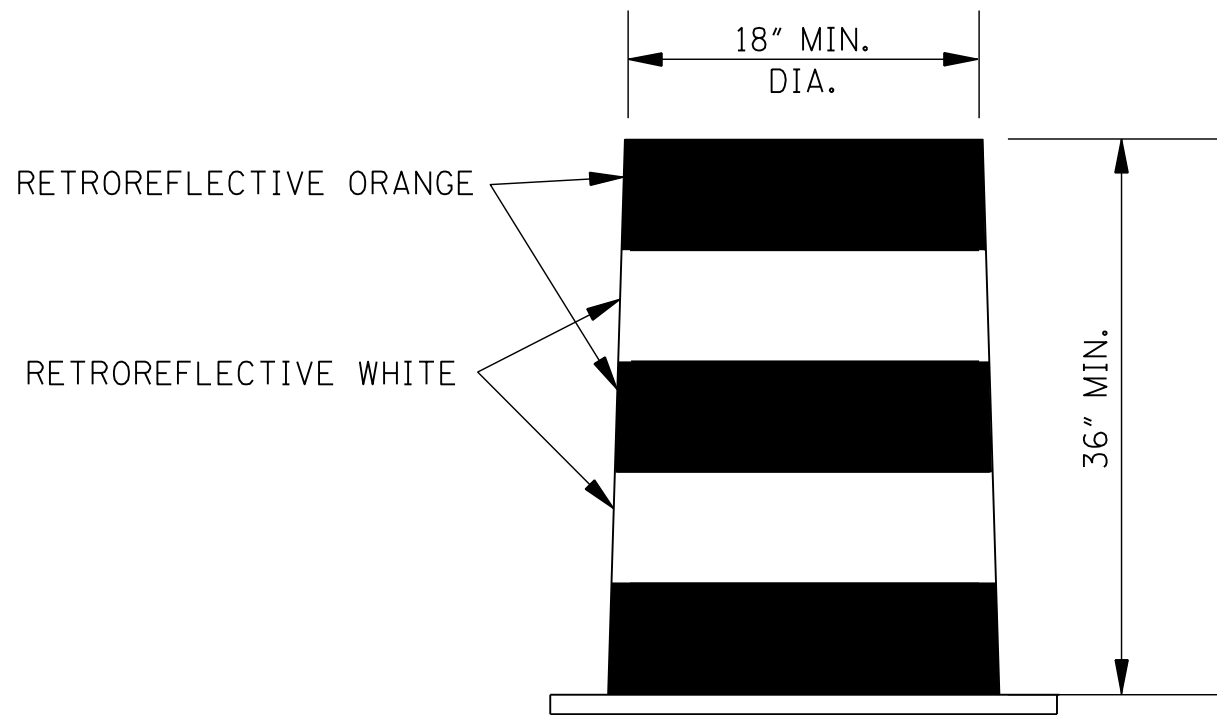 18" MIN.
DIA.
RETROREFLECTIVE ORANGE
RETROREFLECTIVE WHITE
36" MIN.